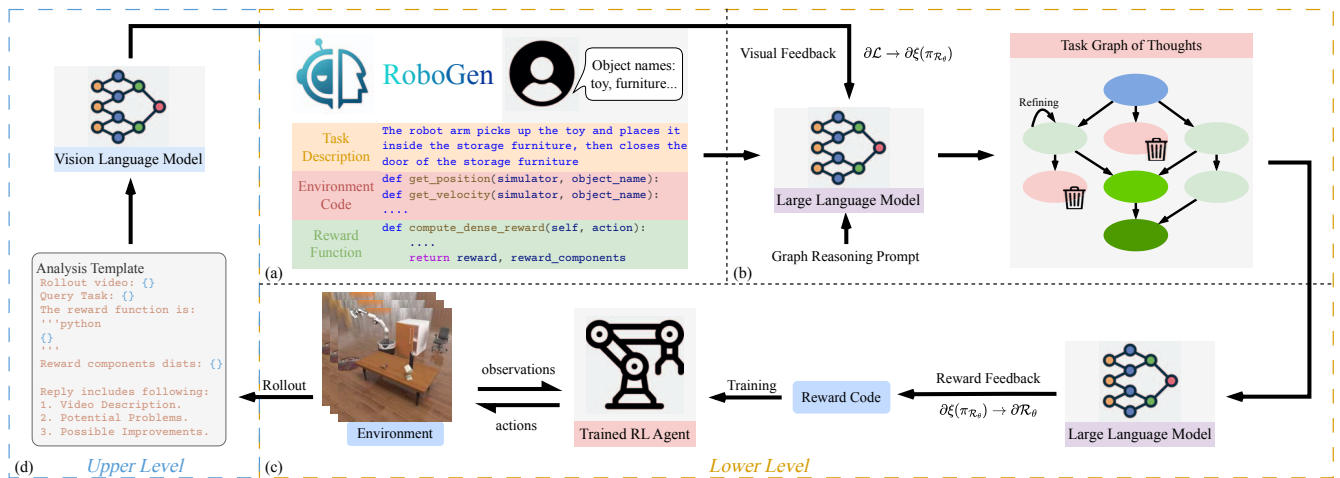 Vision Language Model
Analysis Template
Rollout video: {}
Query Task: {}
The reward function is:
'''python
{}
'''
Reward components dists: {}
Reply includes following:
1. Video Description.
2. Potential Problems.
3. Possible Improvements.
(d)
Upper Level
RoboGen
Object names:
toy, furniture...
Task
Description
The robot arm picks up the toy and places it
inside the storage furniture, then closes the
door of the storage furniture
Environment
Code
def get_position(simulator, object_name):
def get_velocity(simulator, object_name):
....
Reward
Function
def compute_dense_reward(self, action):
....
return reward, reward_components
(a)
Visual Feedback
∂ℒ → ∂ξ(π_{ℛ_θ})
Large Language Model
Graph Reasoning Prompt
(b)
Task Graph of Thoughts
Refining
Rollout
Environment
observations
actions
Trained RL Agent
Training
Reward Code
Reward Feedback
∂ξ(π_{ℛ_θ}) → ∂ℛ_θ
Large Language Model
(c)
Lower Level